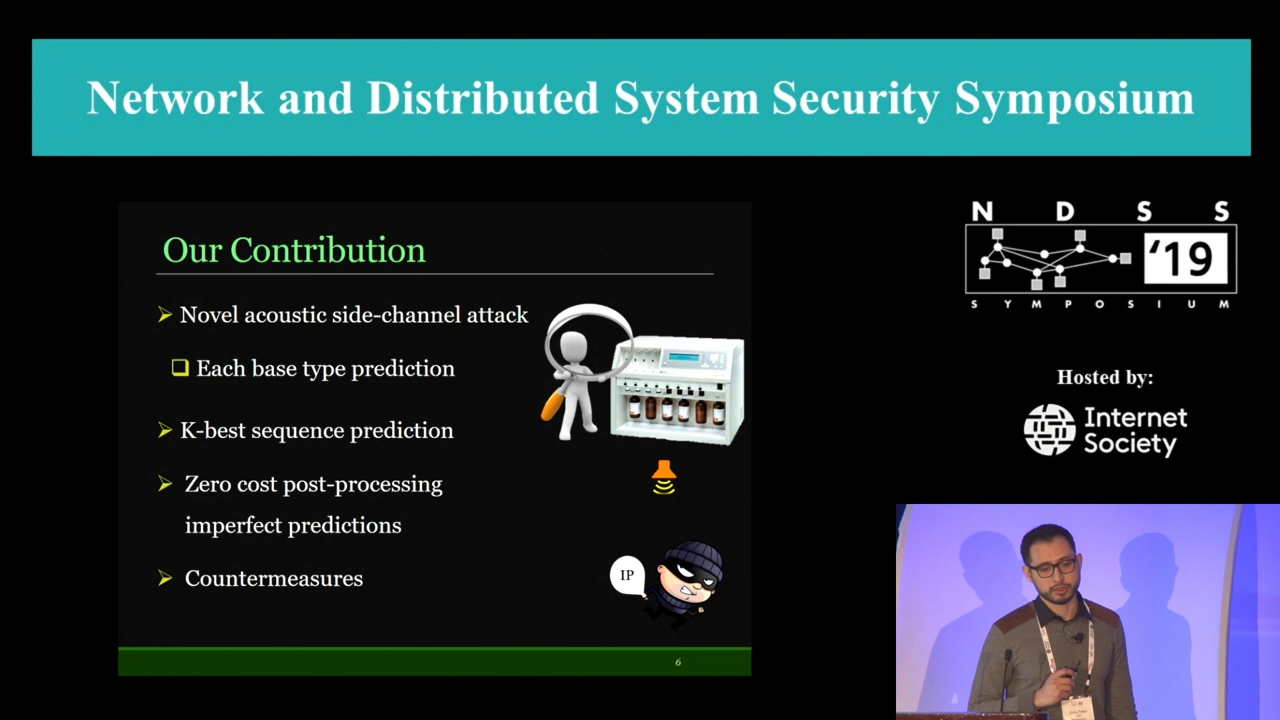 Network and Distributed System Security Symposium
N D S S
'19
S Y M P O S I U M
Hosted by:
Internet
Society
Our Contribution
Novel acoustic side-channel attack
Each base type prediction
K-best sequence prediction
Zero cost post-processing
imperfect predictions
Countermeasures
IP
6